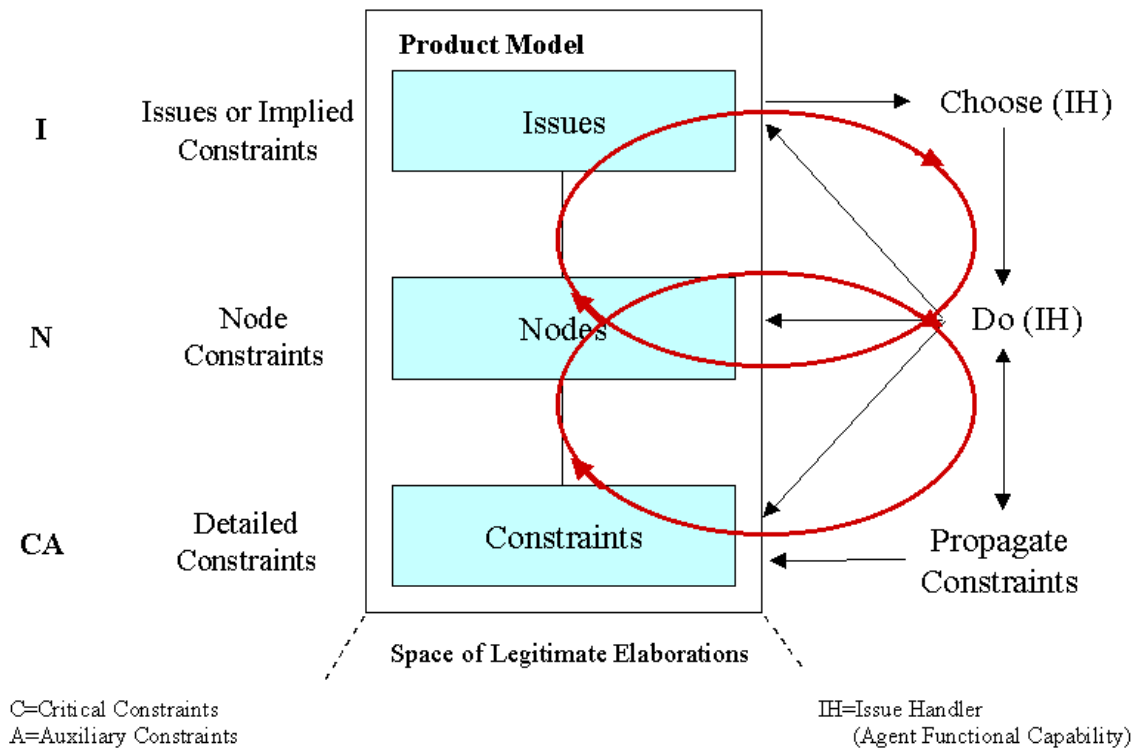 Product Model
I
Issues or Implied
Constraints
Issues
Choose (IH)
N
Node
Constraints
Nodes
Do (IH)
CA
Detailed
Constraints
Constraints
Propagate
Constraints
Space of Legitimate Elaborations
C=Critical Constraints
A=Auxiliary Constraints
IH=Issue Handler
(Agent Functional Capability)